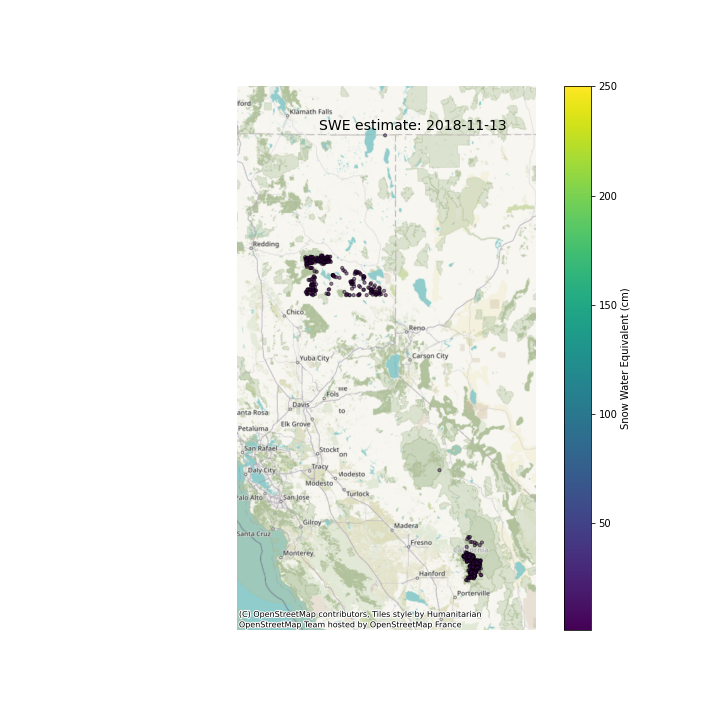 ford
Klamath Falls
SWE estimate: 2018-11-13
Redding
Chico
Reno
Yuba City
Carson City
Fols
Davis
to
anta Rosa
Elk Grove
Petaluma
San Rafael
Stockt
on
Daly City
Tracy
Modesto
Modesto
Palo Alto
San Jose
Turlock
Gilroy
Madera
Santa Cruz
Fresno
Monterey
Hanford
Porterville
(C) OpenStreetMap contributors, Tiles style by Humanitarian
OpenStreetMap Team hosted by OpenStreetMap France
250
200
150
100
50
Snow Water Equivalent (cm)